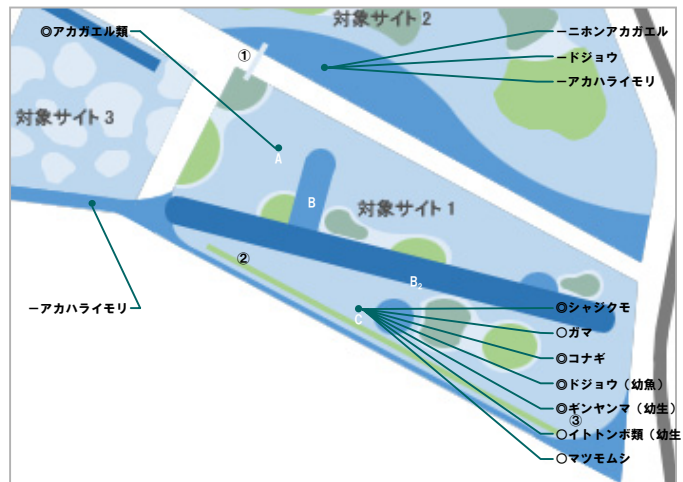 対象サイト2
◎アカガエル類
－ニホンアカガエル
①
－ドジョウ
－アカハライモリ
対象サイト3
A
B
対象サイト1
②
B₂
－アカハライモリ
C
◎シャジクモ
○ガマ
◎コナギ
◎ドジョウ（幼魚）
◎ギンヤンマ（幼生）
③
○イトトンボ類（幼生
○マツモムシ